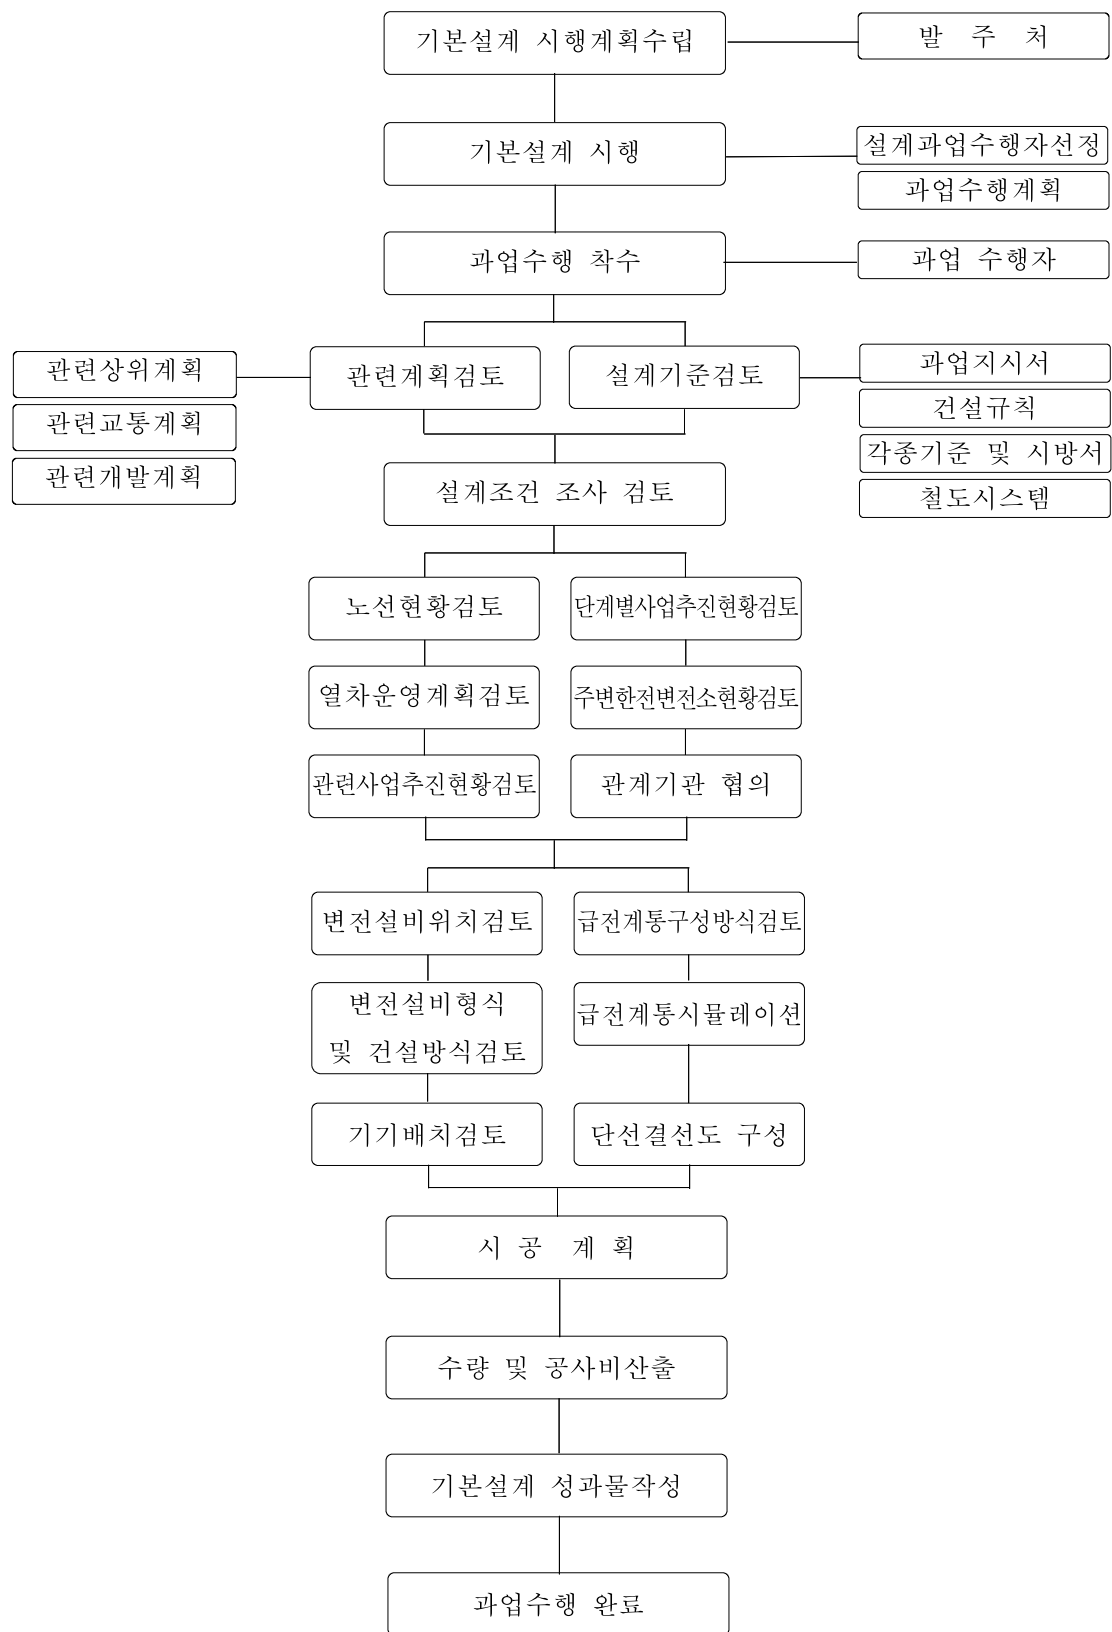 기본설계 시행계획수립
발 주 처
기본설계 시행
설계과업수행자선정
과업수행계획
과업수행 착수
과업 수행자
관련상위계획
관련교통계획
관련개발계획
관련계획검토
설계기준검토
과업지시서
건설규칙
각종기준 및 시방서
철도시스템
설계조건 조사 검토
노선현황검토
단계별사업추진현황검토
열차운영계획검토
주변한전변전소현황검토
관련사업추진현황검토
관계기관 협의
변전설비위치검토
급전계통구성방식검토
변전설비형식
및 건설방식검토
급전계통시뮬레이션
기기배치검토
단선결선도 구성
시 공 계 획
수량 및 공사비산출
기본설계 성과물작성
과업수행 완료